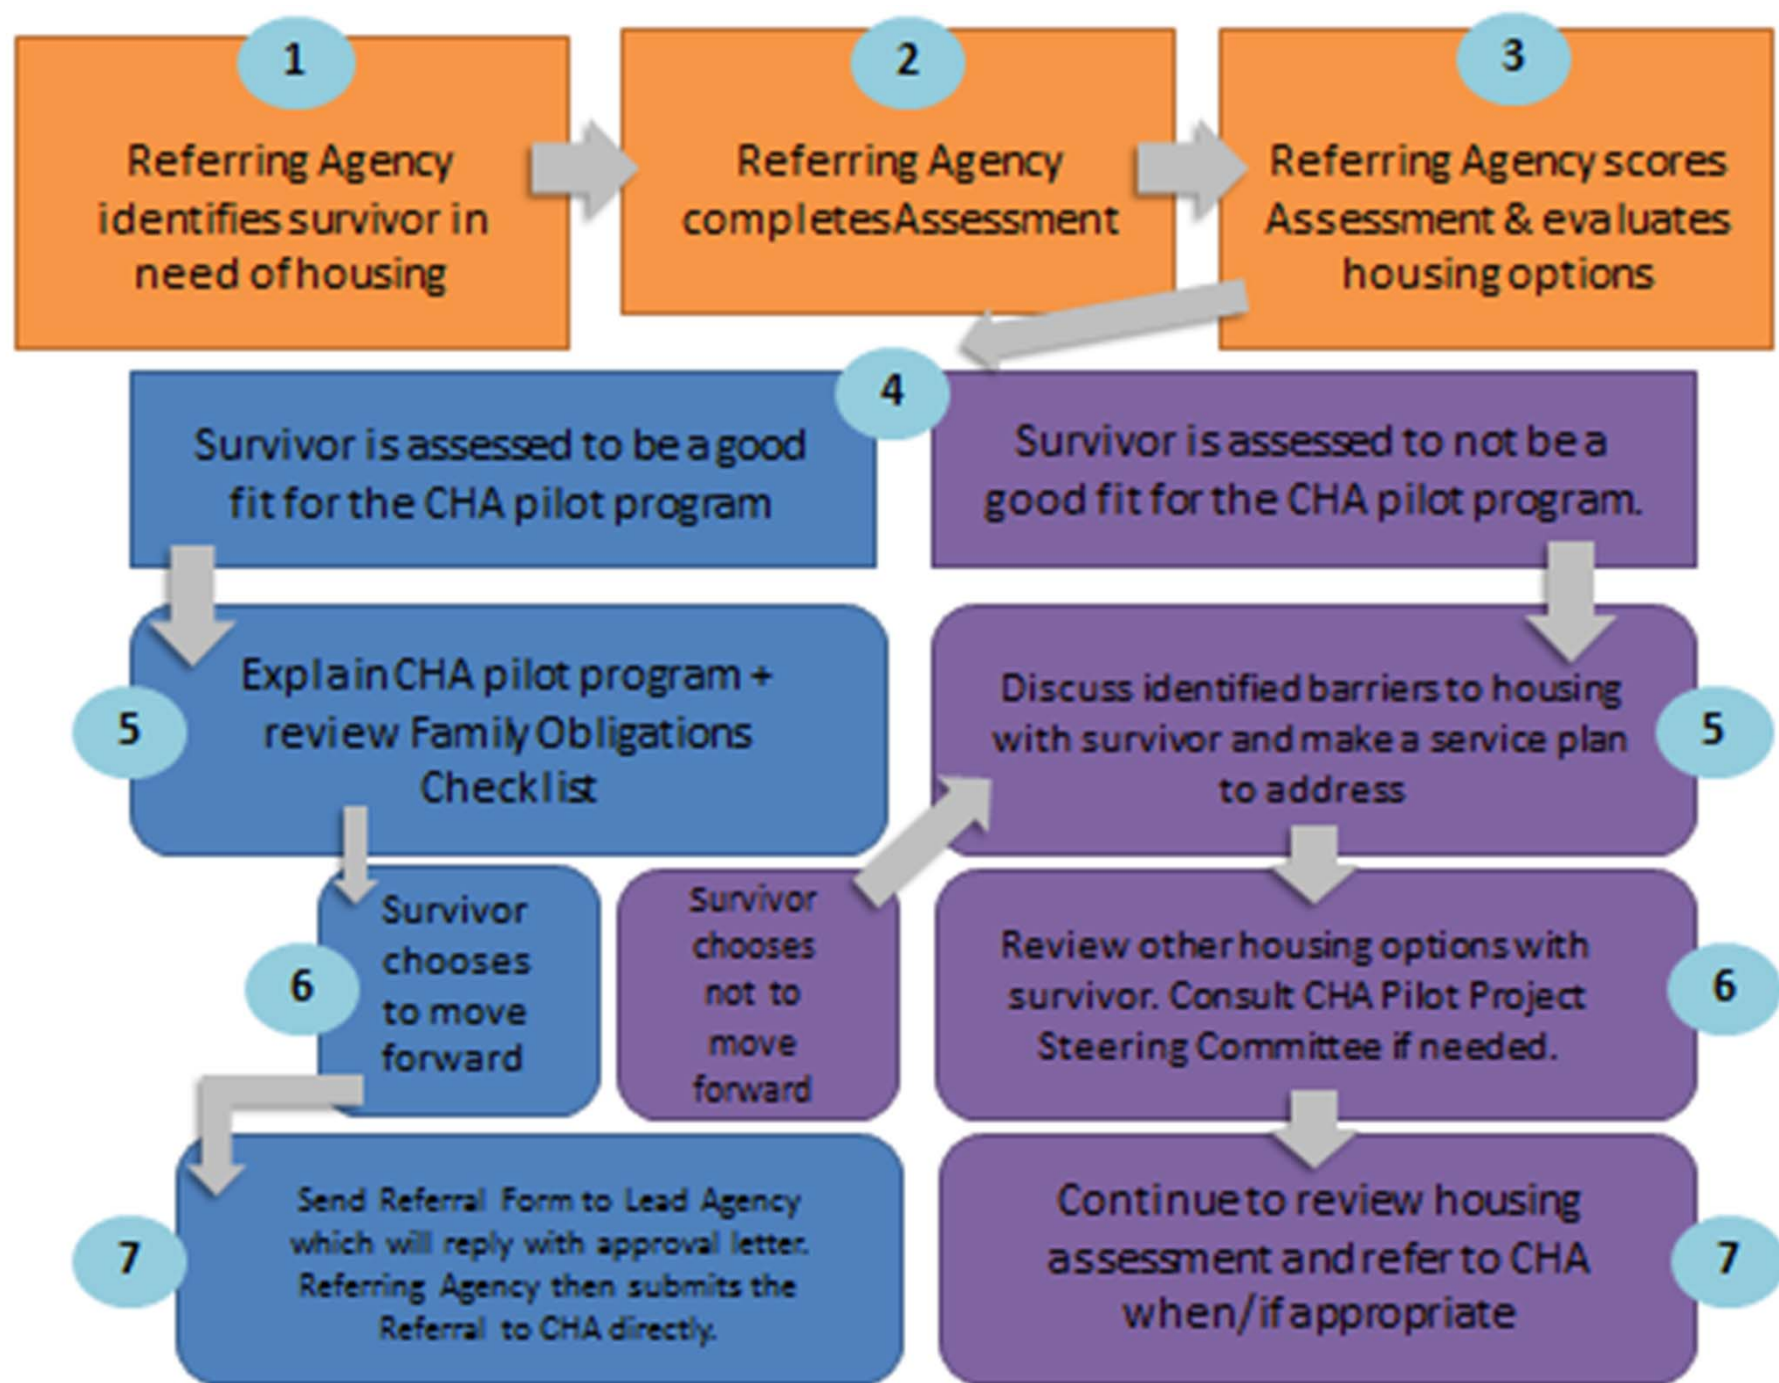 1
Referring Agency
identifies survivor in
need of housing
2
Referring Agency
completes Assessment
3
Referring Agency scores
Assessment & evaluates
housing options
4
Survivor is assessed to be a good
fit for the CHA pilot program
Survivor is assessed to not be a
good fit for the CHA pilot program.
5
Explain CHA pilot program +
review Family Obligations
Checklist
Discuss identified barriers to housing
with survivor and make a service plan
to address
5
6
Survivor
chooses
to move
forward
Survivor
chooses
not to
move
forward
Review other housing options with
survivor. Consult CHA Pilot Project
Steering Committee if needed.
6
7
Send Referral Form to Lead Agency
which will reply with approval letter.
Referring Agency then submits the
Referral to CHA directly.
Continue to review housing
assessment and refer to CHA
when/if appropriate
7